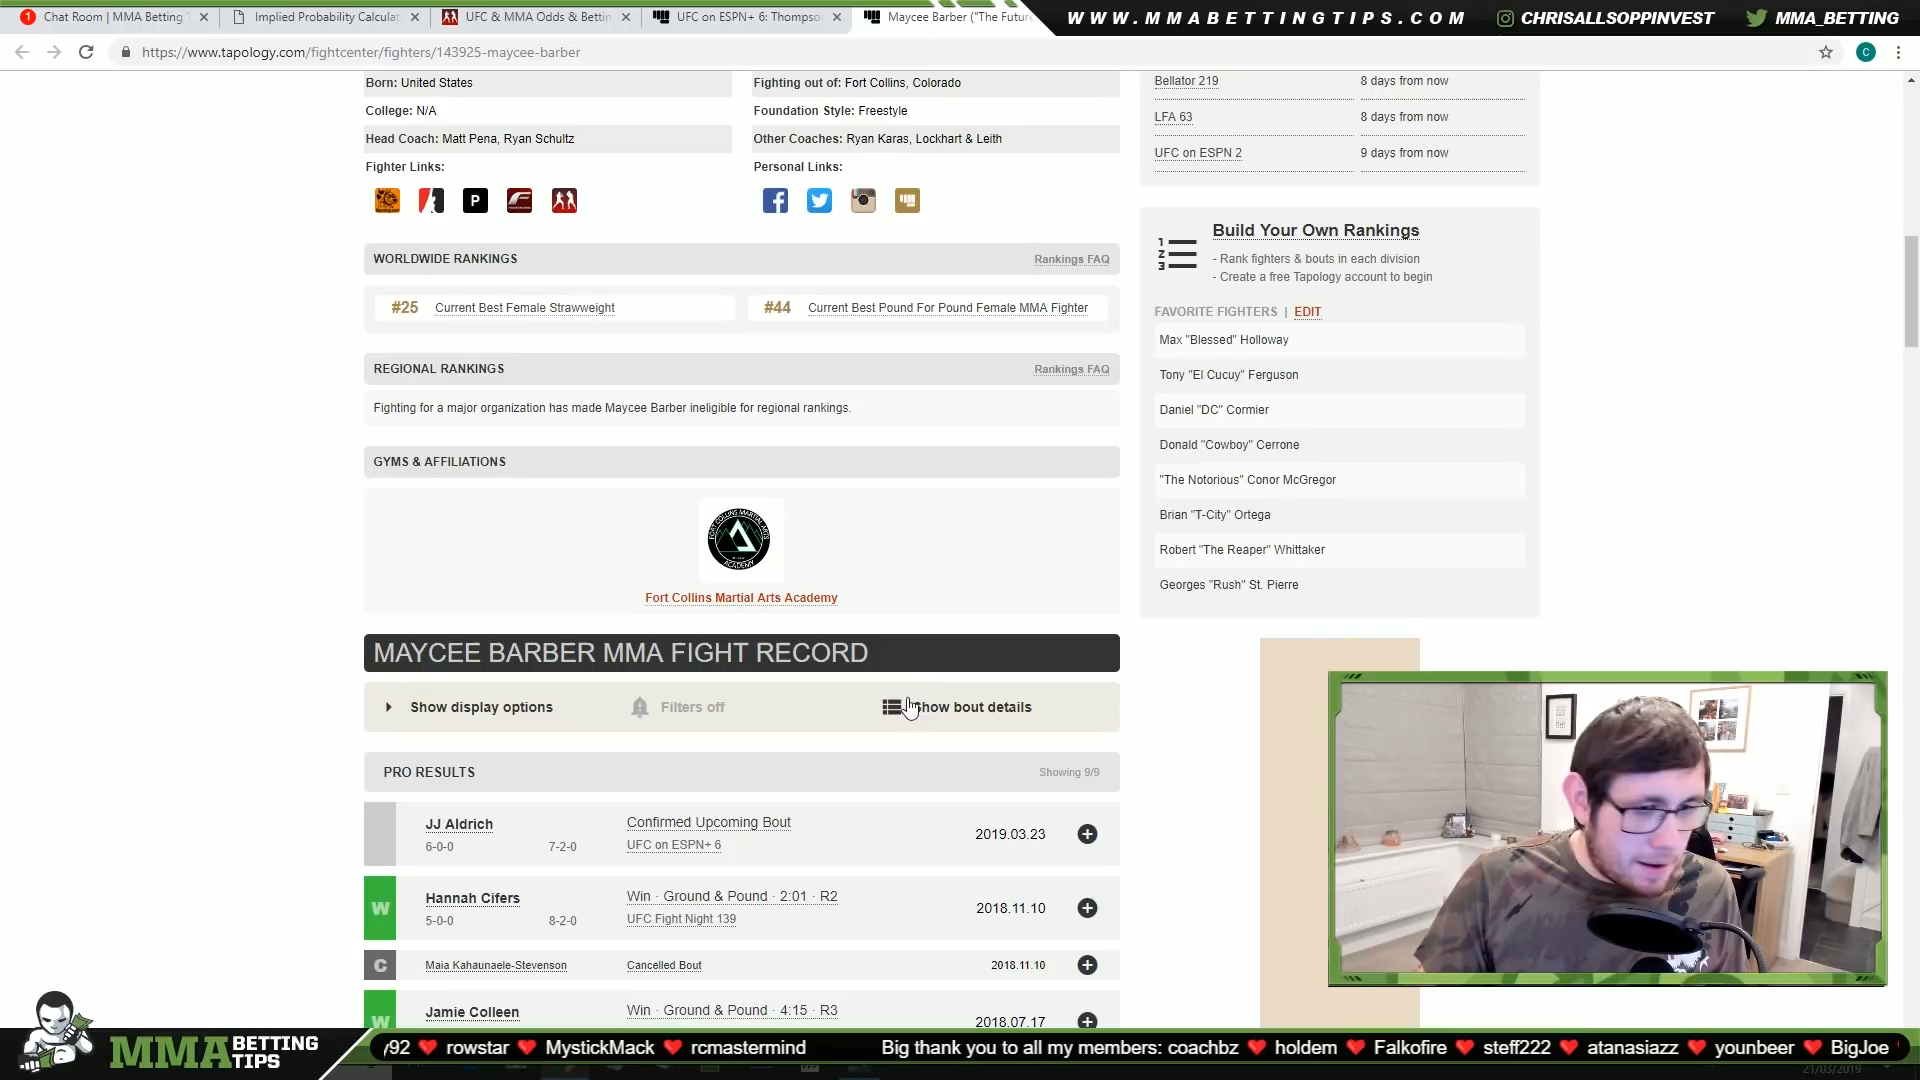 1 Chat Room | MMA Betting T
Implied Probability Calculat
UFC & MMA Odds & Bettin
UFC on ESPN+ 6: Thompso
Maycee Barber ("The Futur
WWW.MMABETTINGTIPS.COM
CHRISALLSOPPINVEST
MMA_BETTING
https://www.tapology.com/fightcenter/fighters/143925-maycee-barber
C
Born: United States
Fighting out of: Fort Collins, Colorado
College: N/A
Foundation Style: Freestyle
Head Coach: Matt Pena, Ryan Schultz
Other Coaches: Ryan Karas, Lockhart & Leith
Fighter Links:
Personal Links:
P
Bellator 219
8 days from now
LFA 63
8 days from now
UFC on ESPN 2
9 days from now
WORLDWIDE RANKINGS
Rankings FAQ
#25 Current Best Female Strawweight
#44 Current Best Pound For Pound Female MMA Fighter
REGIONAL RANKINGS
Rankings FAQ
Fighting for a major organization has made Maycee Barber ineligible for regional rankings.
GYMS & AFFILIATIONS
FORT COLLINS MARTIAL ARTS
ACADEMY
Fort Collins Martial Arts Academy
1
2
3
Build Your Own Rankings
- Rank fighters & bouts in each division
- Create a free Tapology account to begin
FAVORITE FIGHTERS | EDIT
Max "Blessed" Holloway
Tony "El Cucuy" Ferguson
Daniel "DC" Cormier
Donald "Cowboy" Cerrone
"The Notorious" Conor McGregor
Brian "T-City" Ortega
Robert "The Reaper" Whittaker
Georges "Rush" St. Pierre
MAYCEE BARBER MMA FIGHT RECORD
Show display options
Filters off
how bout details
PRO RESULTS
Showing 9/9
JJ Aldrich
6-0-0 7-2-0
Confirmed Upcoming Bout
UFC on ESPN+ 6
2019.03.23
W
Hannah Cifers
5-0-0 8-2-0
Win · Ground & Pound · 2:01 · R2
UFC Fight Night 139
2018.11.10
C
Maia Kahaunaele-Stevenson
Cancelled Bout
2018.11.10
W
Jamie Colleen
Win · Ground & Pound · 4:15 · R3
2018.07.17
MMA BETTING TIPS
y92 ❤ rowstar ❤ MystickMack ❤ rcmastermind
Big thank you to all my members: coachbz ❤ holdem ❤ Falkofire ❤ steff222 ❤ atanasiazz ❤ younbeer ❤ BigJoe
21/03/2019